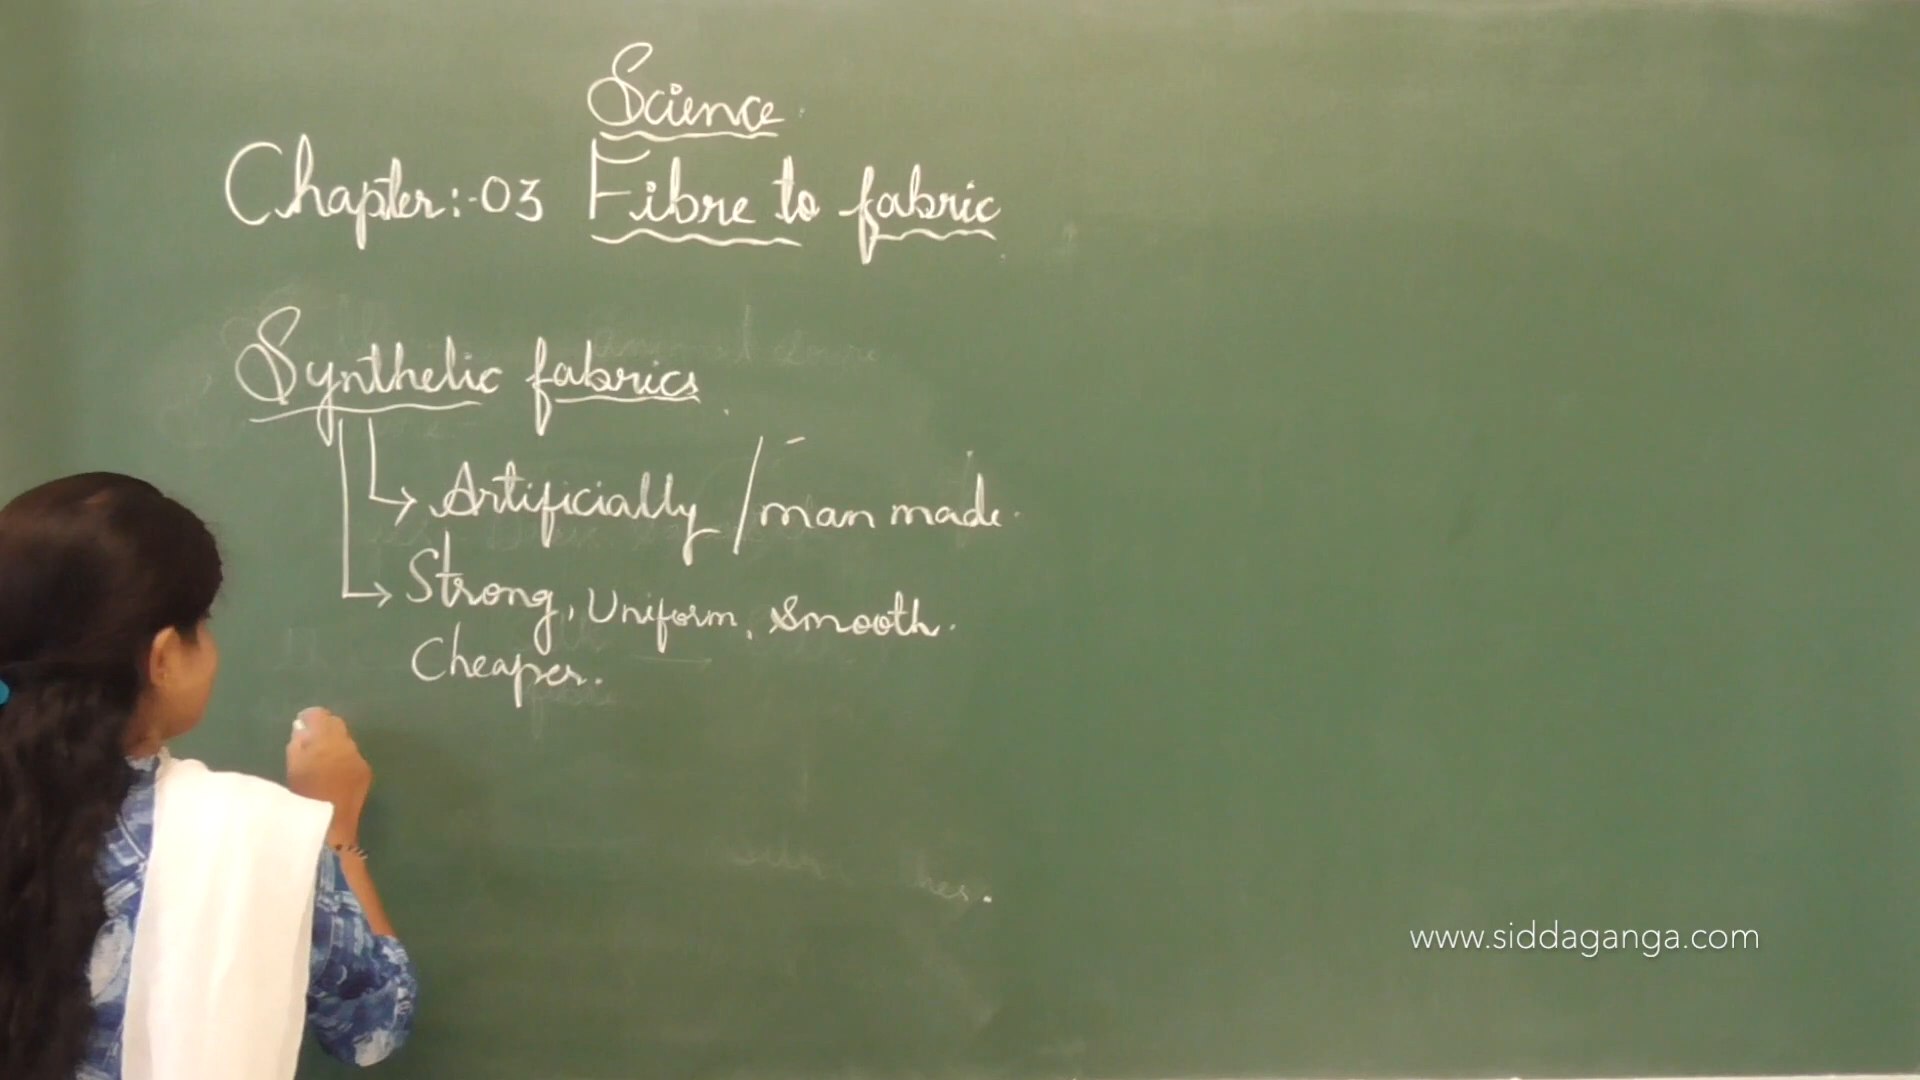 Science
Chapter:-03 Fibre to fabric
Synthetic fabrics
Artificially / man made.
Strong, Uniform, Smooth.
Cheaper.
www.siddaganga.com